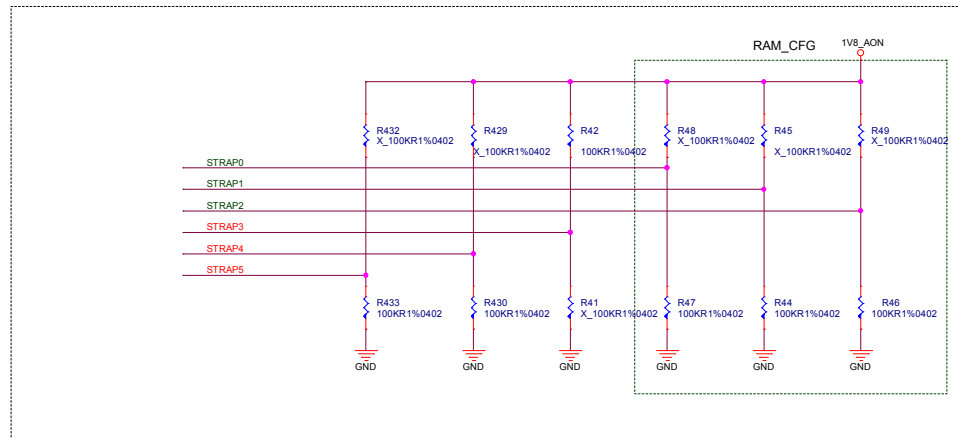 RAM_CFG
1V8_AON
R432
X_100KR1%0402
R429
X_100KR1%0402
R42
100KR1%0402
R48
X_100KR1%0402
R45
X_100KR1%0402
R49
X_100KR1%0402
STRAP0
STRAP1
STRAP2
STRAP3
STRAP4
STRAP5
R433
100KR1%0402
R430
100KR1%0402
R41
X_100KR1%0402
R47
100KR1%0402
R44
100KR1%0402
R46
100KR1%0402
GND
GND
GND
GND
GND
GND